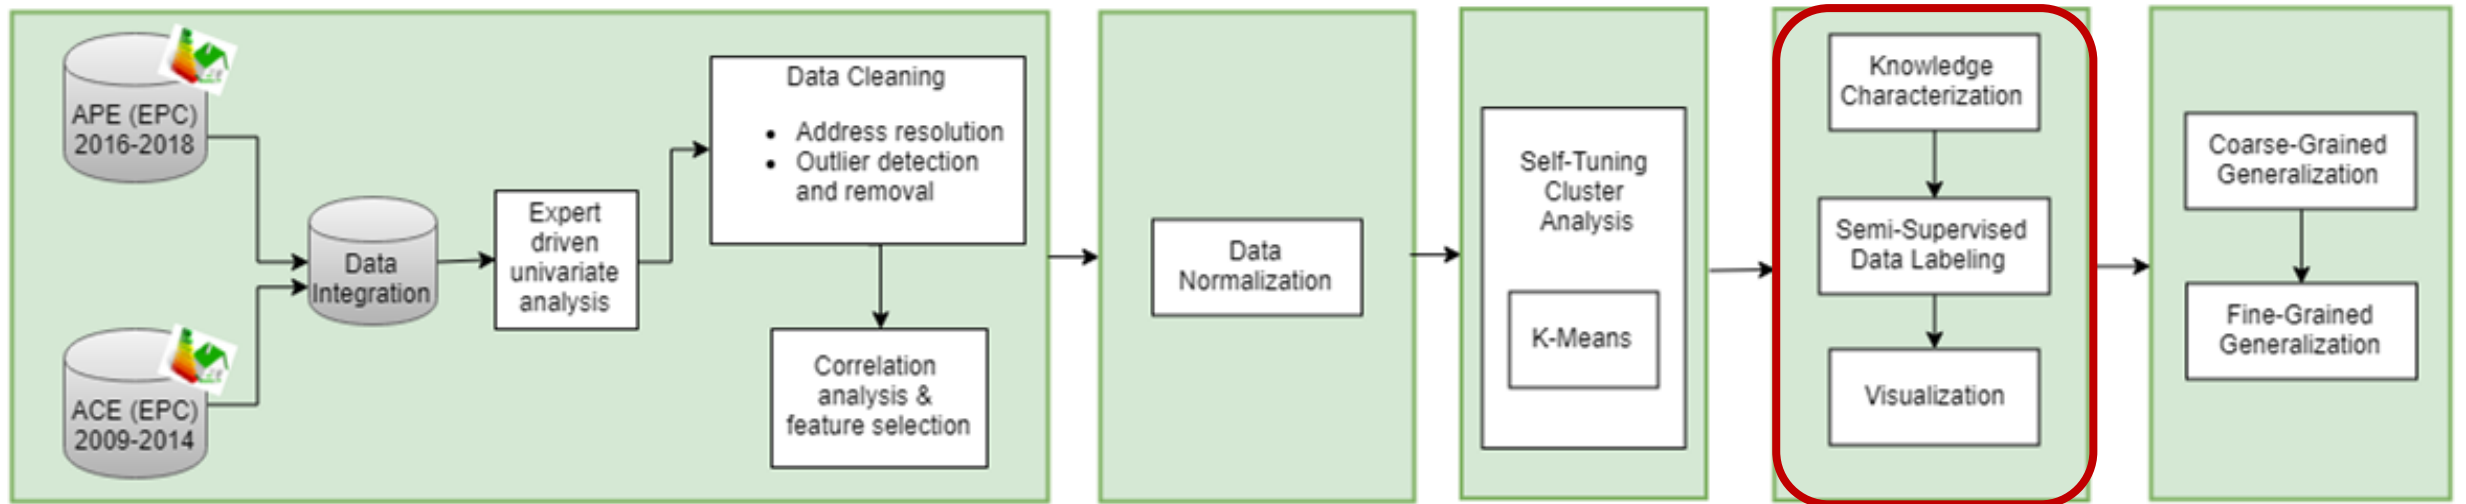 APE (EPC)
2016-2018
ACE (EPC)
2009-2014
Data
Integration
Expert
driven
univariate
analysis
Data Cleaning
• Address resolution
• Outlier detection
and removal
Correlation
analysis &
feature selection
Data
Normalization
Self-Tuning
Cluster
Analysis
K-Means
Knowledge
Characterization
Semi-Supervised
Data Labeling
Visualization
Coarse-Grained
Generalization
Fine-Grained
Generalization